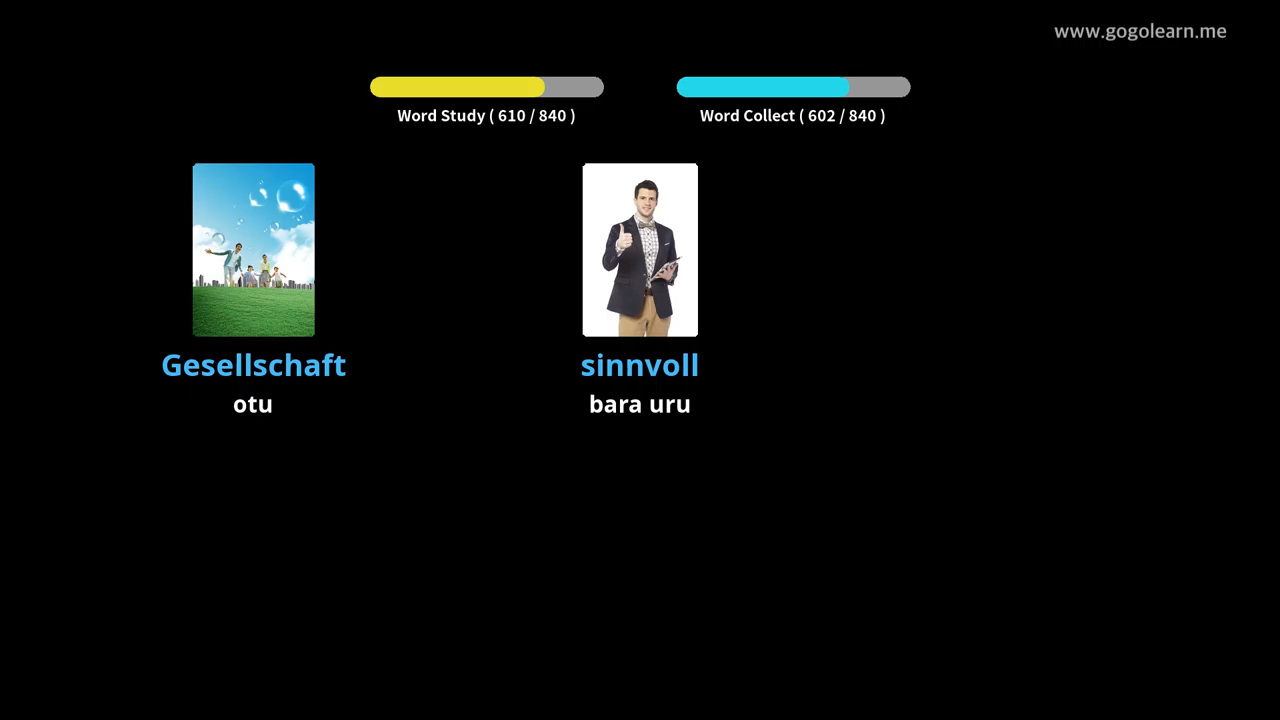 www.gogolearn.me
Word Study ( 610 / 840 )
Word Collect ( 602 / 840 )
Gesellschaft
otu
sinnvoll
bara uru